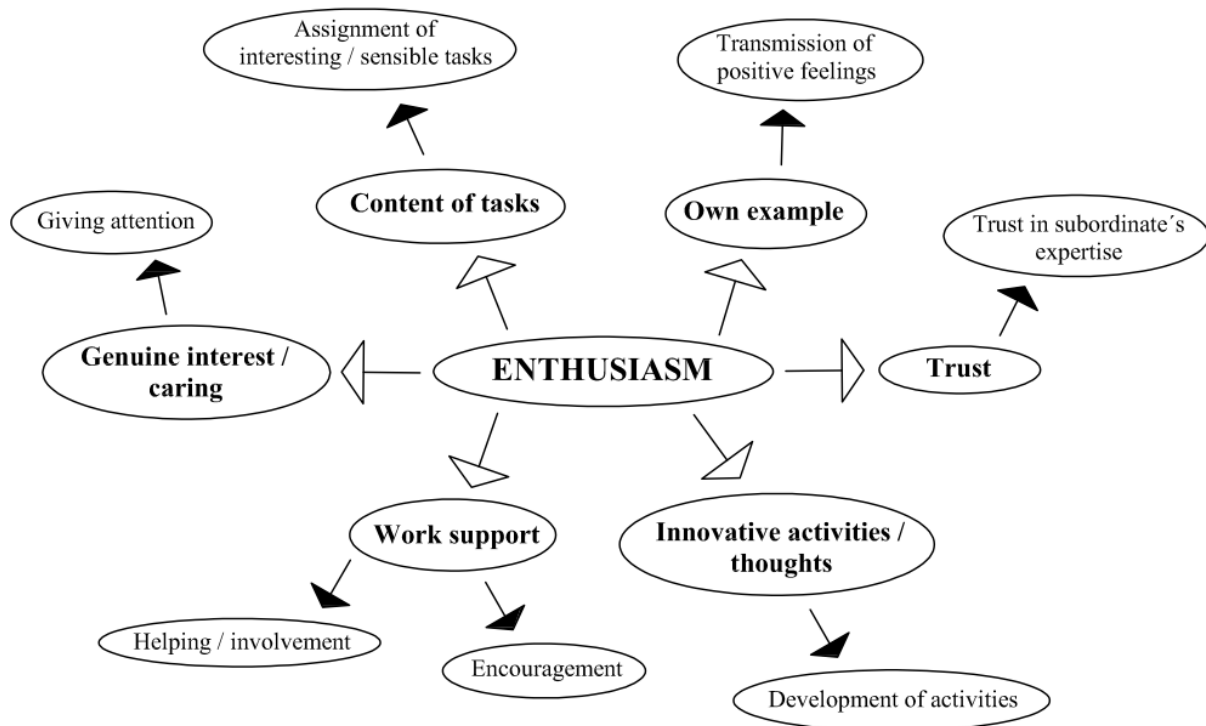 Assignment of
interesting / sensible tasks
Transmission of
positive feelings
Content of tasks
Own example
Giving attention
Trust in subordinate´s
expertise
Genuine interest /
caring
ENTHUSIASM
Trust
Work support
Innovative activities /
thoughts
Helping / involvement
Encouragement
Development of activities